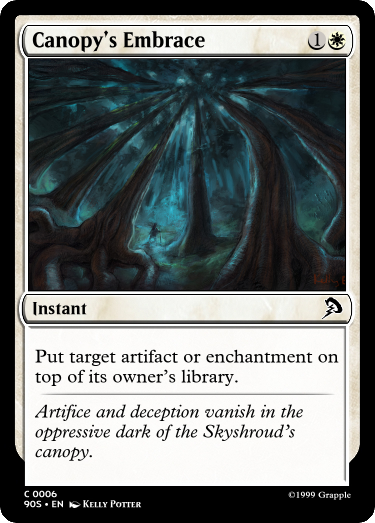 Canopy's Embrace 1
Instant
Put target artifact or enchantment on
top of its owner's library.
Artifice and deception vanish in the
oppressive dark of the Skyshroud's
canopy.
C 0006
90S • EN KELLY POTTER
©1999 Grapple